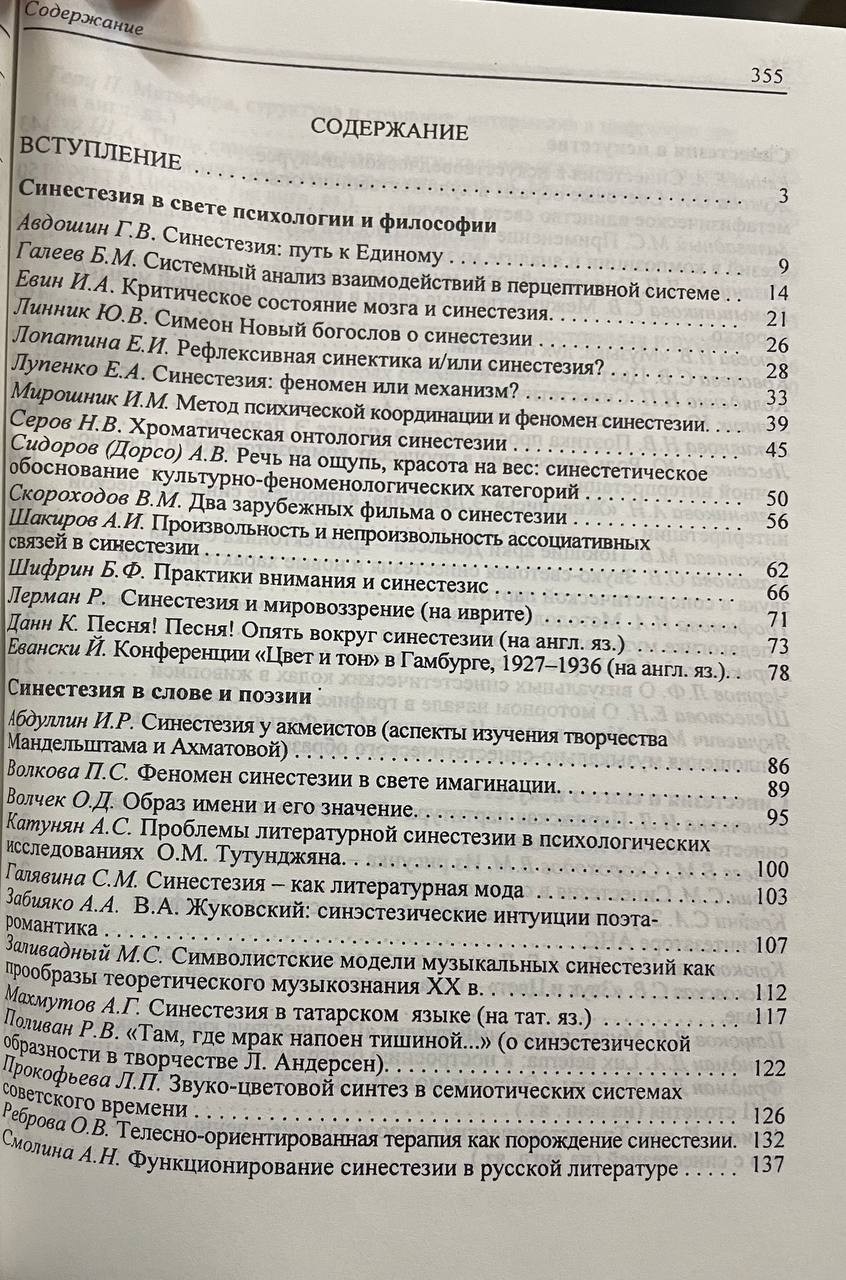 Содержание
355
СОДЕРЖАНИЕ
ВСТУПЛЕНИЕ . . . . . . . . . . . . . . . . . . . . . . . . . . . . . . 3
Синестезия в свете психологии и философии
Авдошин Г.В. Синестезия: путь к Единому . . . . . . . . . . . . . . . . . . 9
Галеев Б.М. Системный анализ взаимодействий в перцептивной системе . . 14
Евин И.А. Критическое состояние мозга и синестезия. . . . . . . . . . . . 21
Линник Ю.В. Симеон Новый богослов о синестезии . . . . . . . . . . . . 26
Лопатина Е.И. Рефлексивная синектика и/или синестезия? . . . . . . . . 28
Лупенко Е.А. Синестезия: феномен или механизм? . . . . . . . . . . . . . 33
Мирошник И.М. Метод психической координации и феномен синестезии. . . 39
Серов Н.В. Хроматическая онтология синестезии . . . . . . . . . . . . . . 45
Сидоров (Дорсо) А.В. Речь на ощупь, красота на вес: синестетическое
обоснование культурно-феноменологических категорий . . . . . . . . . . 50
Скороходов В.М. Два зарубежных фильма о синестезии . . . . . . . . . . 56
Шакиров А.И. Произвольность и непроизвольность ассоциативных
связей в синестезии . . . . . . . . . . . . . . . . . . . . . . . . . . . . . . 62
Шифрин Б.Ф. Практики внимания и синестезис . . . . . . . . . . . . . . . 66
Лерман Р. Синестезия и мировоззрение (на иврите) . . . . . . . . . . . . 71
Данн К. Песня! Песня! Опять вокруг синестезии (на англ. яз.) . . . . . . . 73
Евански Й. Конференции «Цвет и тон» в Гамбурге, 1927–1936 (на англ. яз.). . 78
Синестезия в слове и поэзии
Абдуллин И.Р. Синестезия у акмеистов (аспекты изучения творчества
Мандельштама и Ахматовой) . . . . . . . . . . . . . . . . . . . . . . . . . 86
Волкова П.С. Феномен синестезии в свете имагинации. . . . . . . . . . . 89
Волчек О.Д. Образ имени и его значение. . . . . . . . . . . . . . . . . . . 95
Катунян А.С. Проблемы литературной синестезии в психологических
исследованиях О.М. Тутунджяна. . . . . . . . . . . . . . . . . . . . . . . 100
Галявина С.М. Синестезия – как литературная мода . . . . . . . . . . . . 103
Забияко А.А. В.А. Жуковский: синэстезические интуиции поэта-
романтика . . . . . . . . . . . . . . . . . . . . . . . . . . . . . . . . . . 107
Заливадный М.С. Символистские модели музыкальных синестезий как
прообразы теоретического музыкознания XX в. . . . . . . . . . . . . . . 112
Махмутов А.Г. Синестезия в татарском языке (на тат. яз.) . . . . . . . . . 117
Поливан Р.В. «Там, где мрак напоен тишиной...» (о синэстезической
образности в творчестве Л. Андерсен). . . . . . . . . . . . . . . . . . . . 122
Прокофьева Л.П. Звуко-цветовой синтез в семиотических системах
советского времени . . . . . . . . . . . . . . . . . . . . . . . . . . . . . 126
Реброва О.В. Телесно-ориентированная терапия как порождение синестезии. 132
Смолина А.Н. Функционирование синестезии в русской литературе . . . . . 137